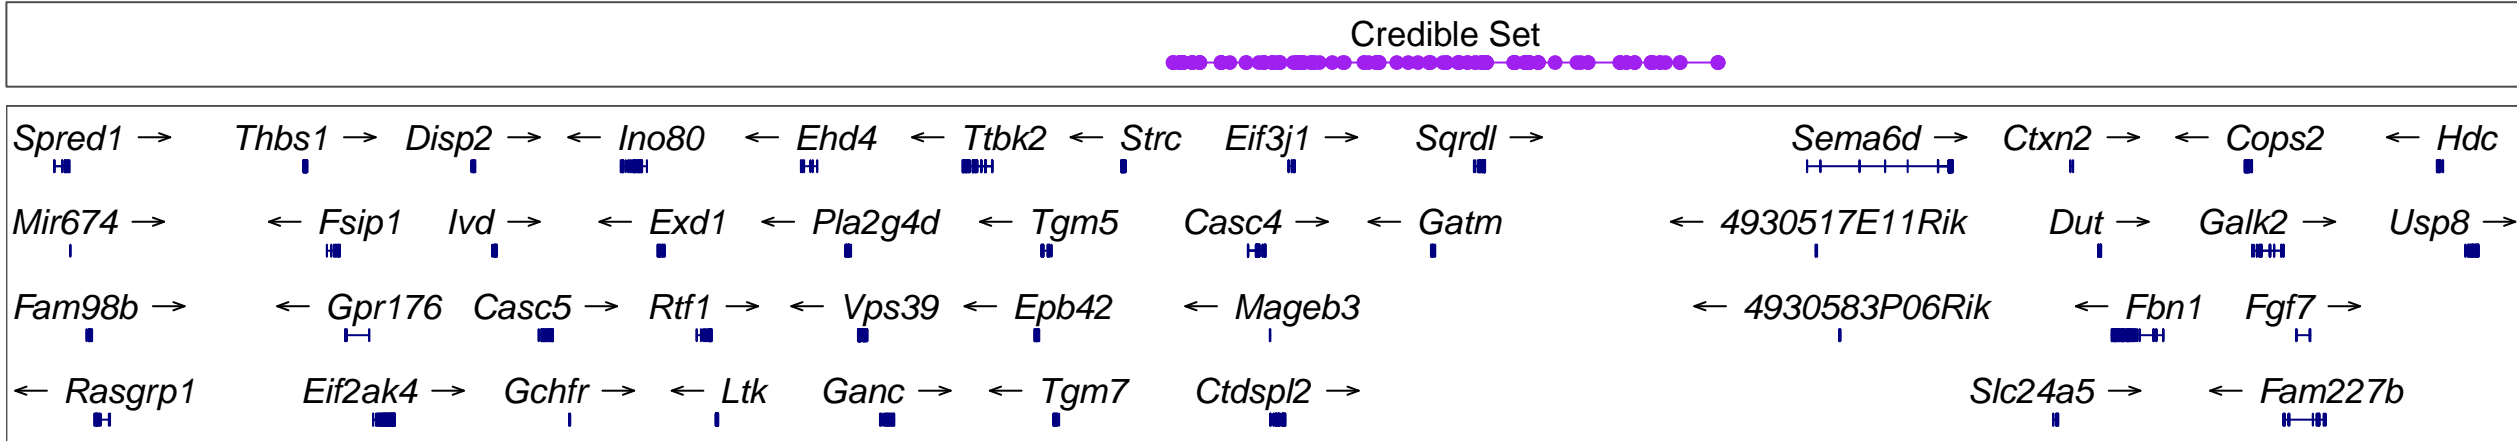 Credible Set
Spred1 → Thbs1 → Disp2 → ← Ino80 ← Ehd4 ← Ttbk2 ← Strc Eif3j1 → Sqrdl → Sema6d → Ctxn2 → ← Cops2 ← Hdc
Mir674 → ← Fsip1 Ivd → ← Exd1 ← Pla2g4d ← Tgm5 Casc4 → ← Gatm ← 4930517E11Rik Dut → Galk2 → Usp8 →
Fam98b → ← Gpr176 Casc5 → Rtf1 → ← Vps39 ← Epb42 ← Mageb3 ← 4930583P06Rik ← Fbn1 Fgf7 →
← Rasgrp1 Eif2ak4 → Gchfr → ← Ltk Ganc → ← Tgm7 Ctdspl2 → Slc24a5 → ← Fam227b